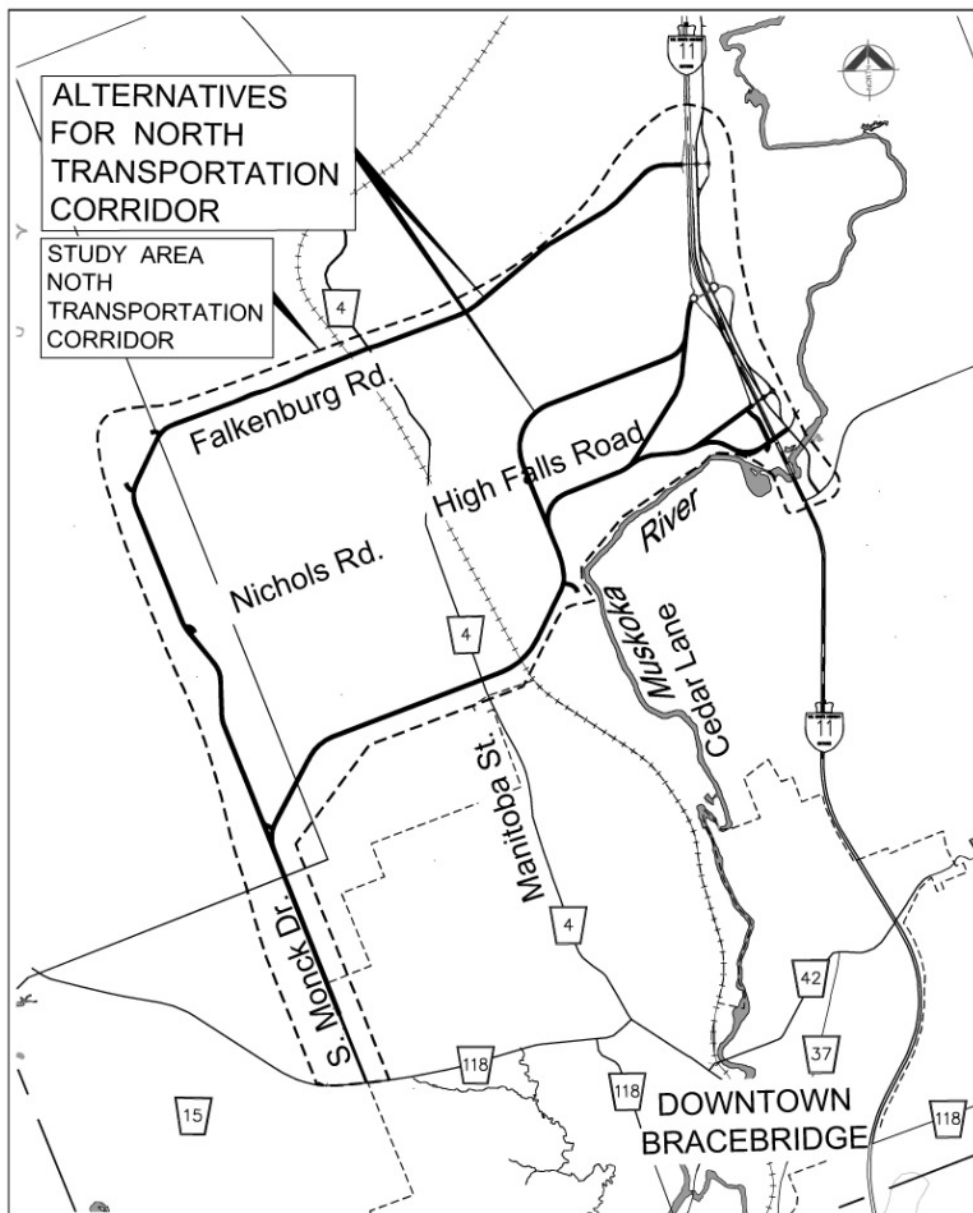 11
ALTERNATIVES
FOR NORTH
TRANSPORTATION
CORRIDOR
STUDY AREA
NOTH
TRANSPORTATION
CORRIDOR
4
Falkenburg Rd.
High Falls Road
River
Nichols Rd.
4
Muskoka
Cedar Lane
11
Manitoba St.
S. Monck Dr.
4
42
37
118
118
15
DOWNTOWN
BRACEBRIDGE
118